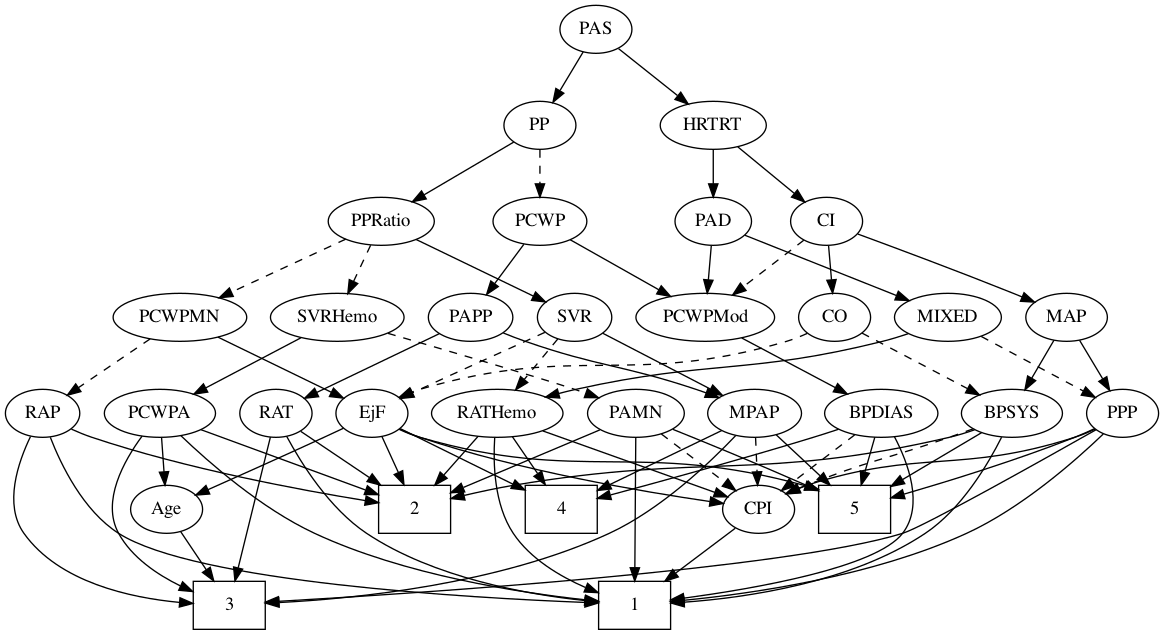 PAS
PP HRTRT
PPRatio PCWP PAD CI
PCWPMN SVRHemo PAPP SVR PCWPMod CO MIXED MAP
RAP PCWPA RAT EjF RATHemo PAMN MPAP BPDIAS BPSYS PPP
Age 2 4 CPI 5
3 1